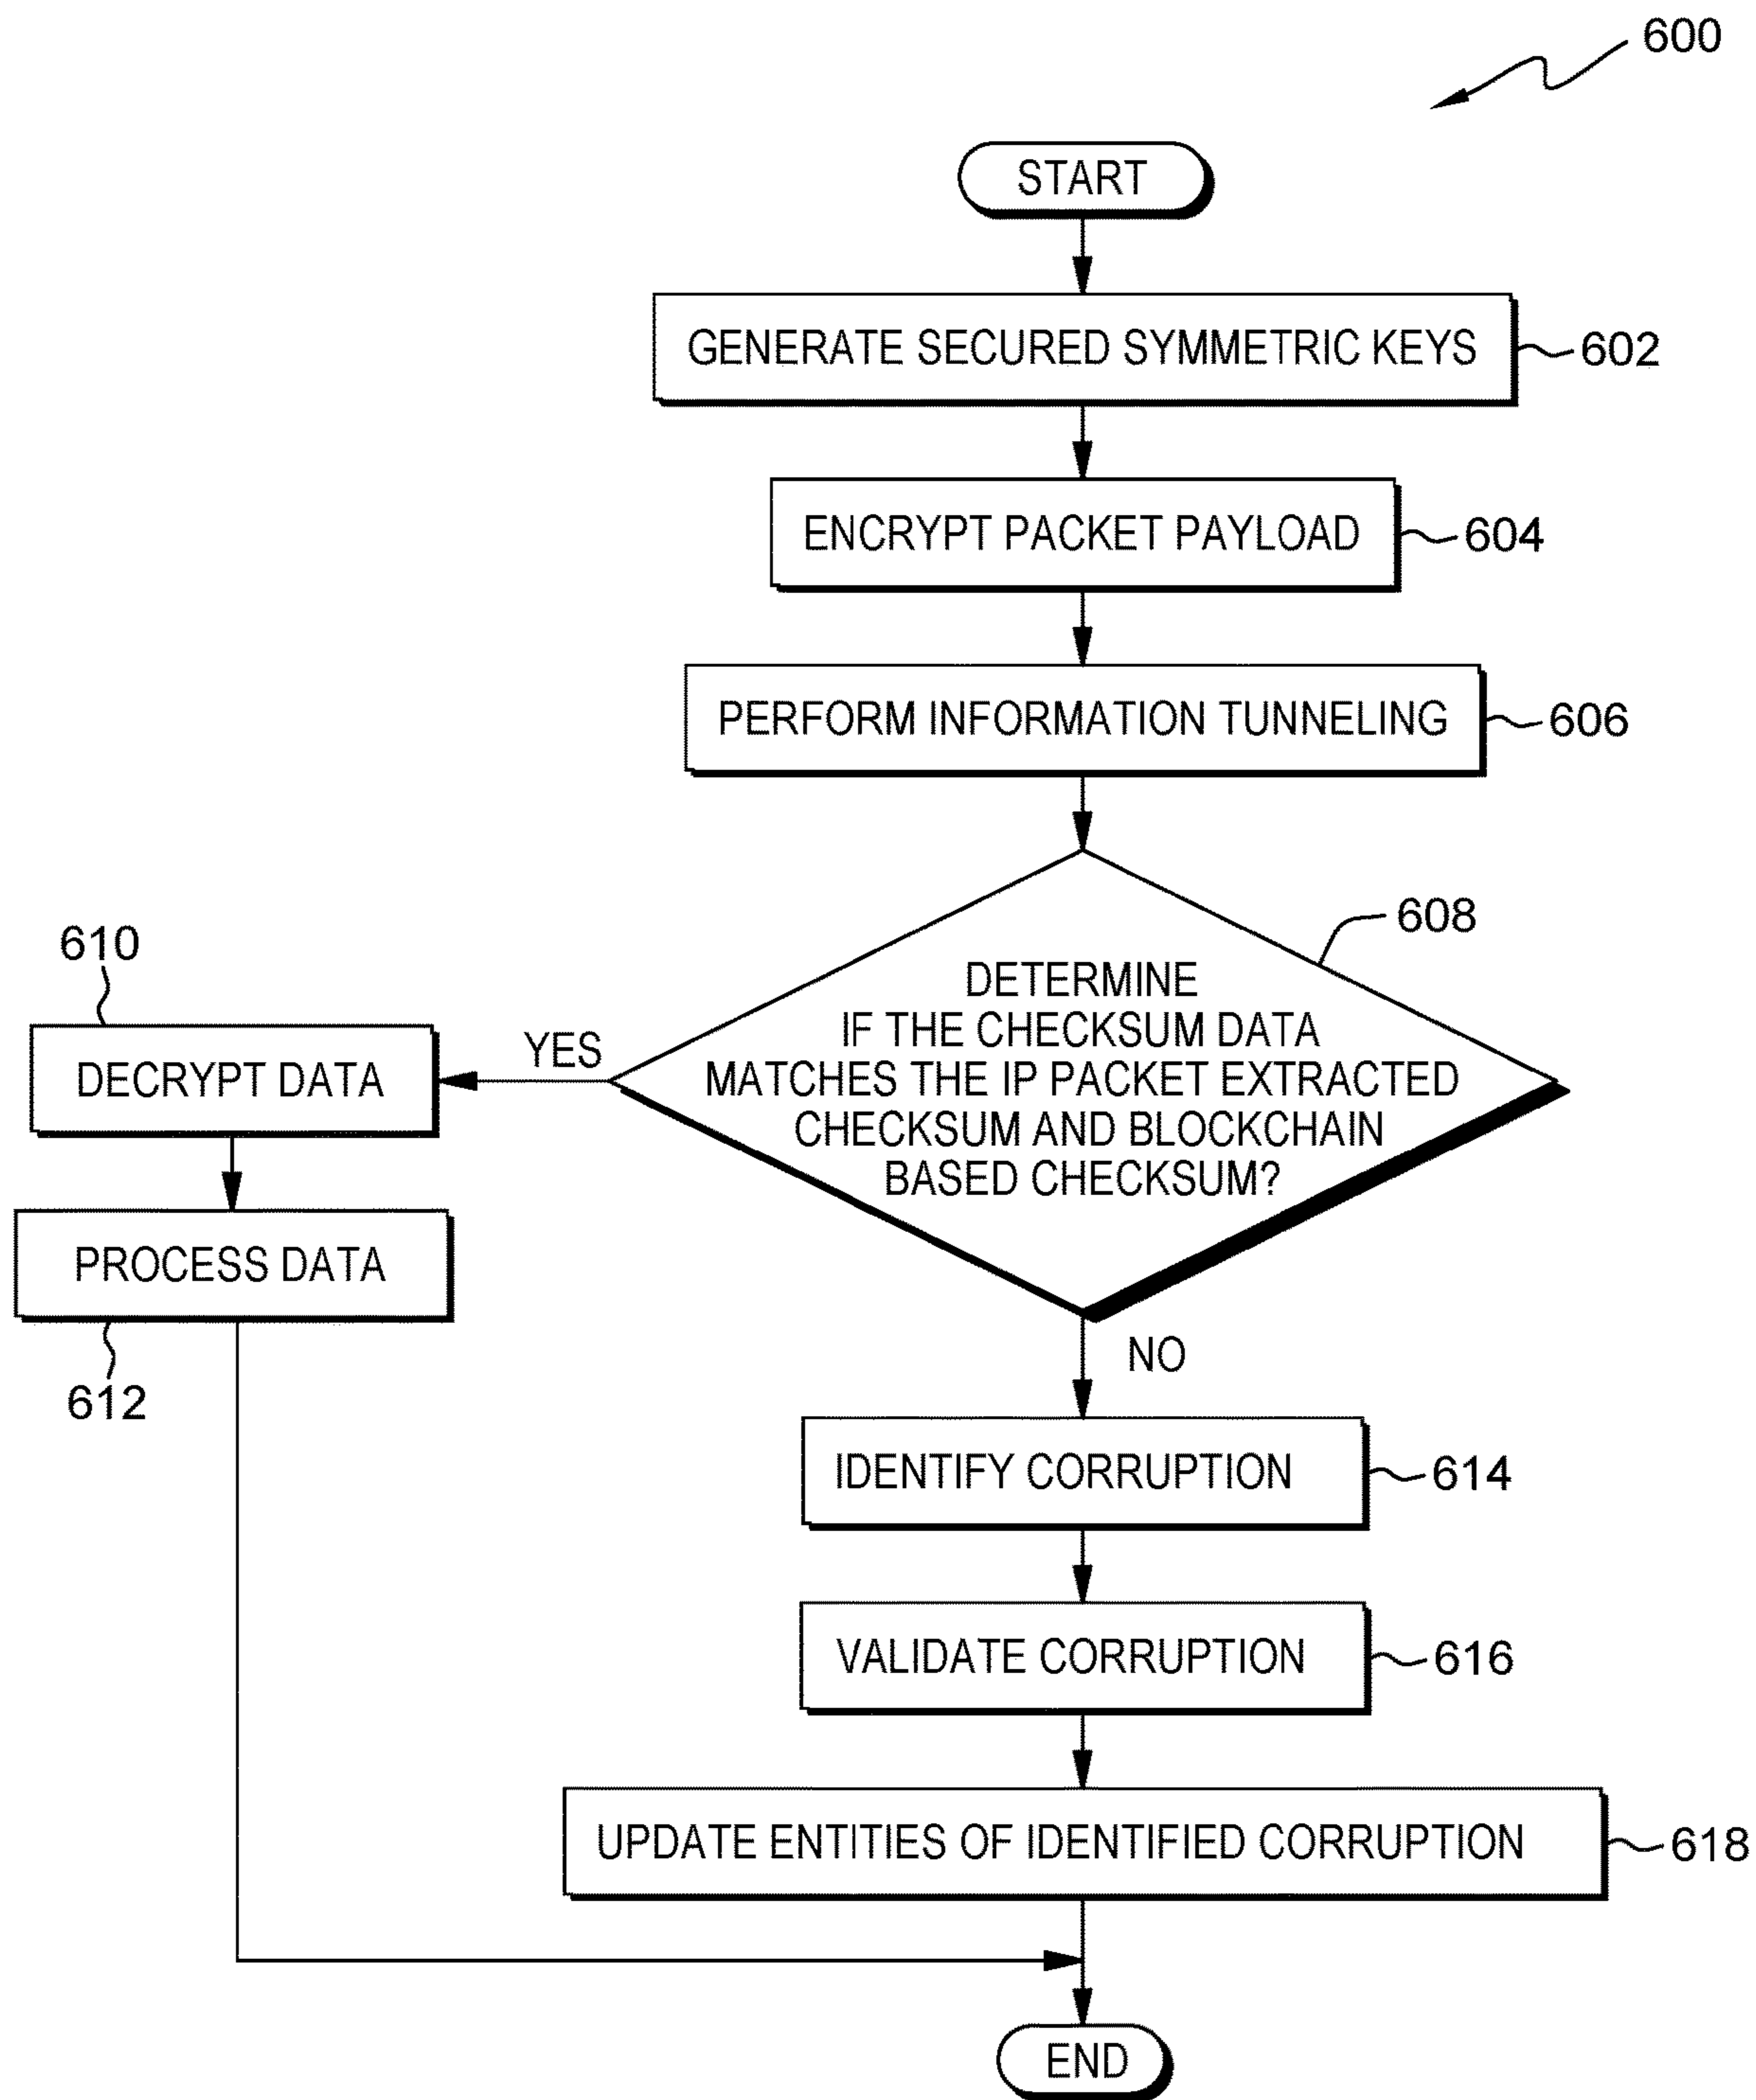 600
START
GENERATE SECURED SYMMETRIC KEYS
602
ENCRYPT PACKET PAYLOAD
604
PERFORM INFORMATION TUNNELING
606
608
DETERMINE
IF THE CHECKSUM DATA
MATCHES THE IP PACKET EXTRACTED
CHECKSUM AND BLOCKCHAIN
BASED CHECKSUM?
YES
610
DECRYPT DATA
PROCESS DATA
612
NO
IDENTIFY CORRUPTION
614
VALIDATE CORRUPTION
616
UPDATE ENTITIES OF IDENTIFIED CORRUPTION
618
END